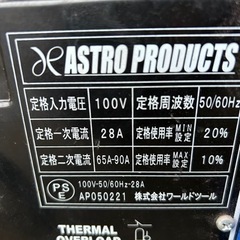 ASTRO PRODUCTS
定格入力電圧 100V 定格周波数 50/60Hz
定格一次電流 28A 定格使用率 MIN設定 20%
定格二次電流 65A-90A 定格使用率 MAX設定 10%
PSE 100V-50/60Hz-28A
AP050221 株式会社ワールドツール
THERMAL
OVERLOAD